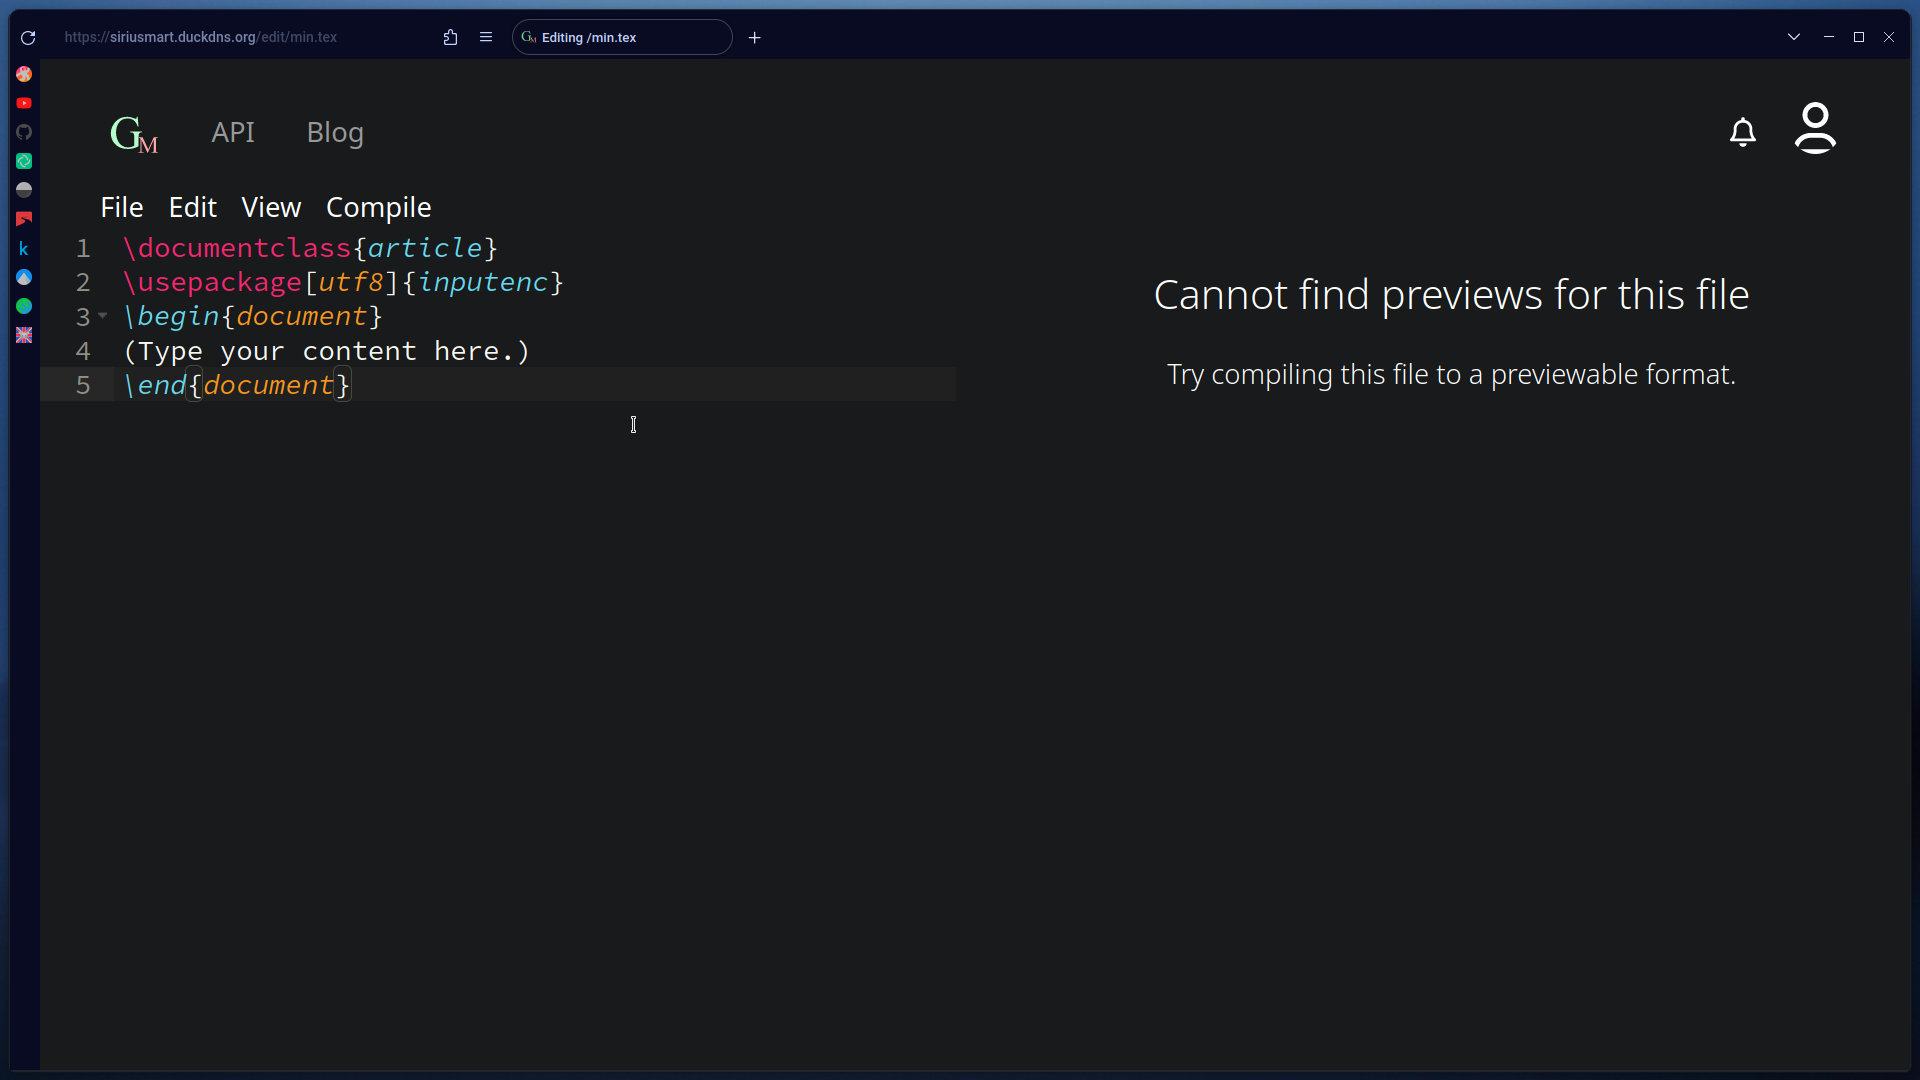 https://siriusmart.duckdns.org/edit/min.tex
GM Editing /min.tex
GM API Blog
k
File Edit View Compile
1 \documentclass{article}
2 \usepackage[utf8]{inputenc}
3 \begin{document}
4 (Type your content here.)
5 \end{document}
Cannot find previews for this file
Try compiling this file to a previewable format.